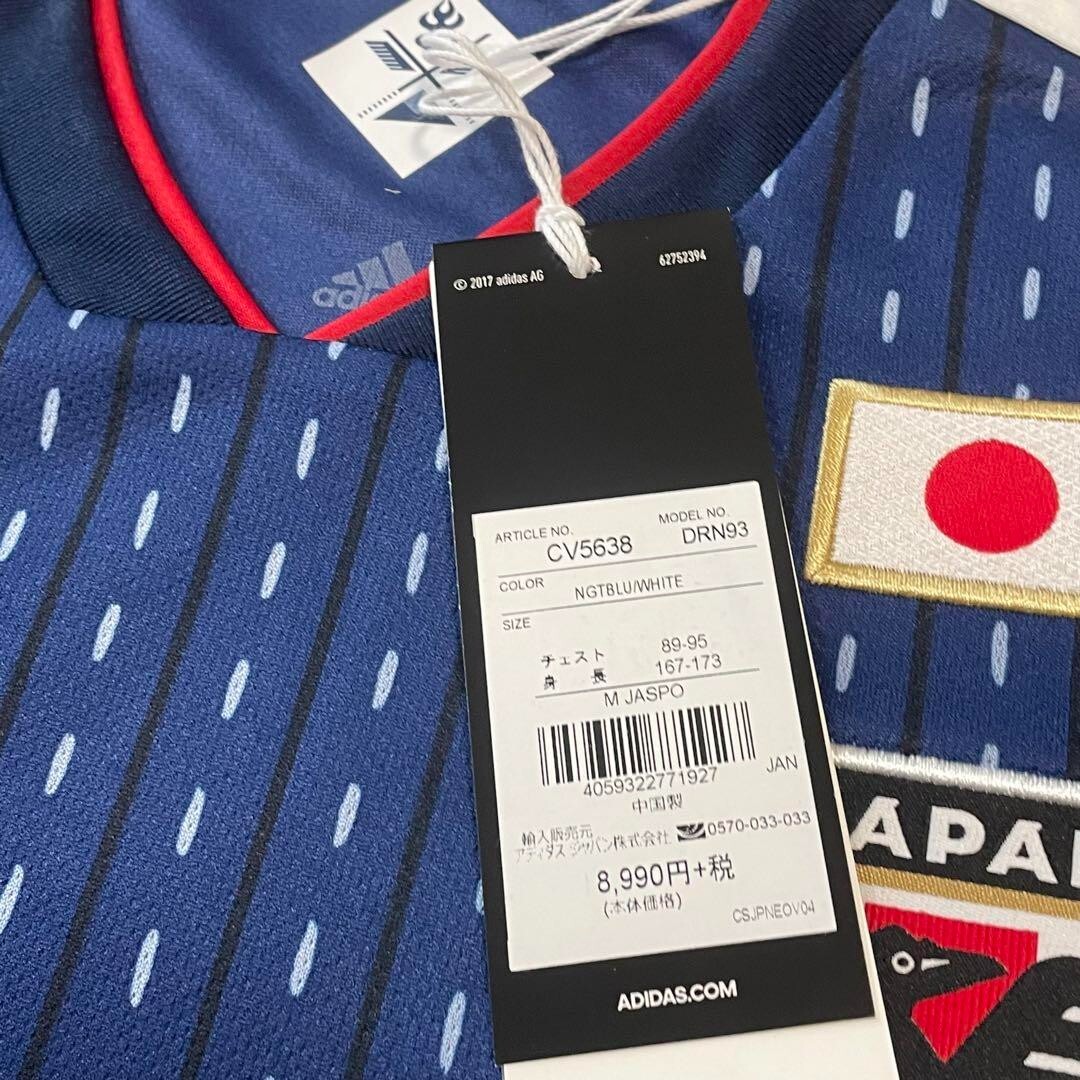 adidas
© 2017 adidas AG
62752394
ARTICLE NO.
MODEL NO.
CV5638
DRN93
COLOR
NGTBLU/WHITE
SIZE
チェスト 89-95
身 長 167-173
M JASPO
4059322771927
JAN
中国製
輸入販売元
アディダス ジャパン株式会社 0570-033-033
8,990円+税
(本体価格)
CSJPNEOV04
ADIDAS.COM
JAPA